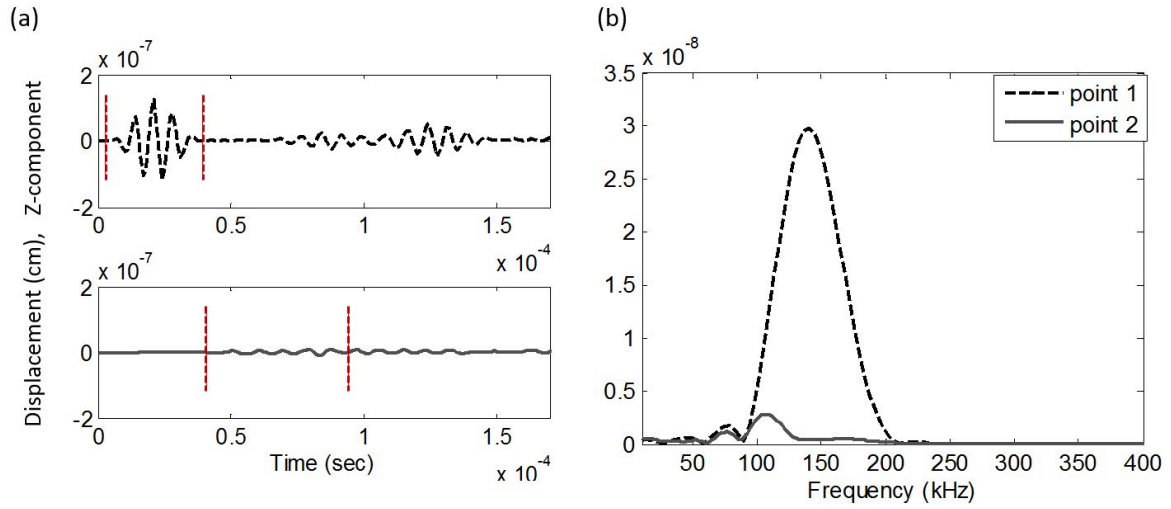 (a)
x 10⁻⁷
2
0
-2
0
0.5
1
1.5
x 10⁻⁴
x 10⁻⁷
2
0
-2
0
0.5
1
1.5
x 10⁻⁴
Time (sec)
Displacement (cm), Z-component
(b)
x 10⁻⁸
3.5
3
2.5
2
1.5
1
0.5
0
50
100
150
200
250
300
350
400
Frequency (kHz)
point 1
point 2